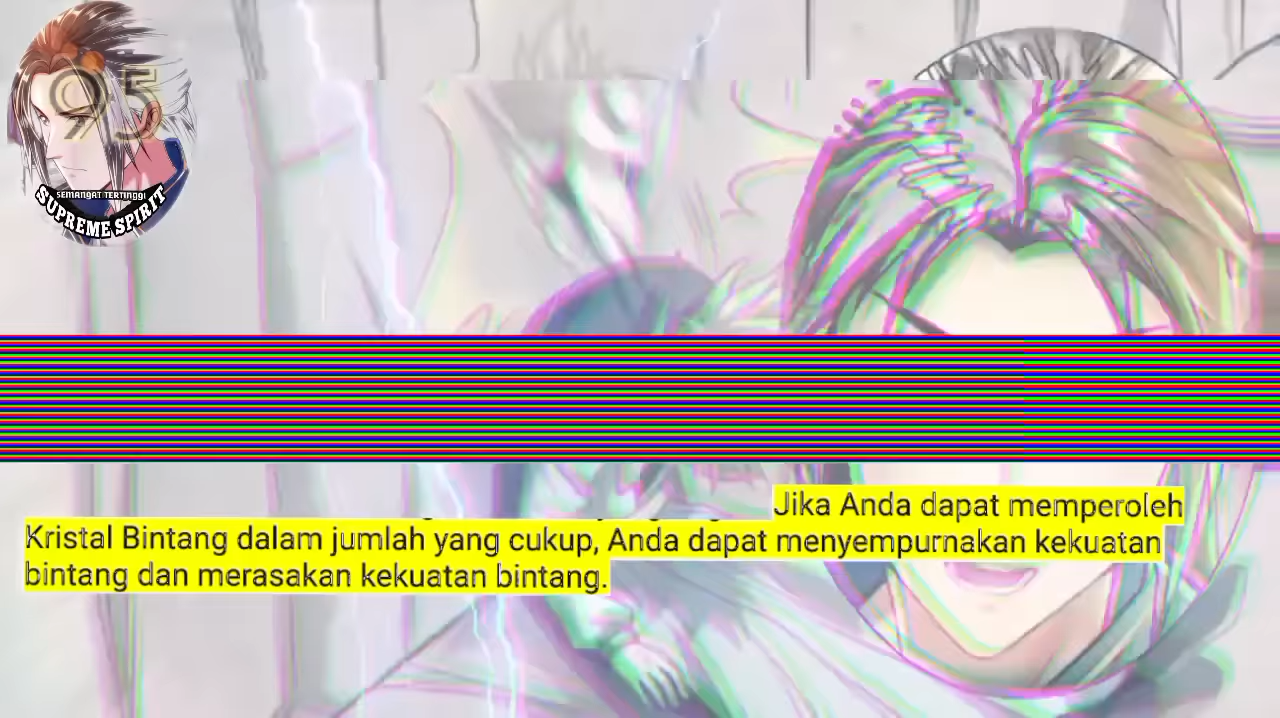 95
SEMANGAT TERTINGGI
SUPREME SPIRIT
Jika Anda dapat memperoleh
Kristal Bintang dalam jumlah yang cukup, Anda dapat menyempurnakan kekuatan
bintang dan merasakan kekuatan bintang.